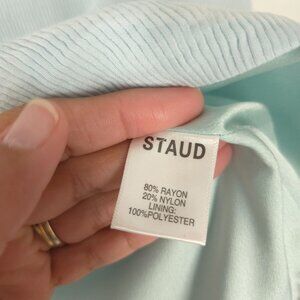 STAUD
80% RAYON
20% NYLON
LINING:
100%POLYESTER